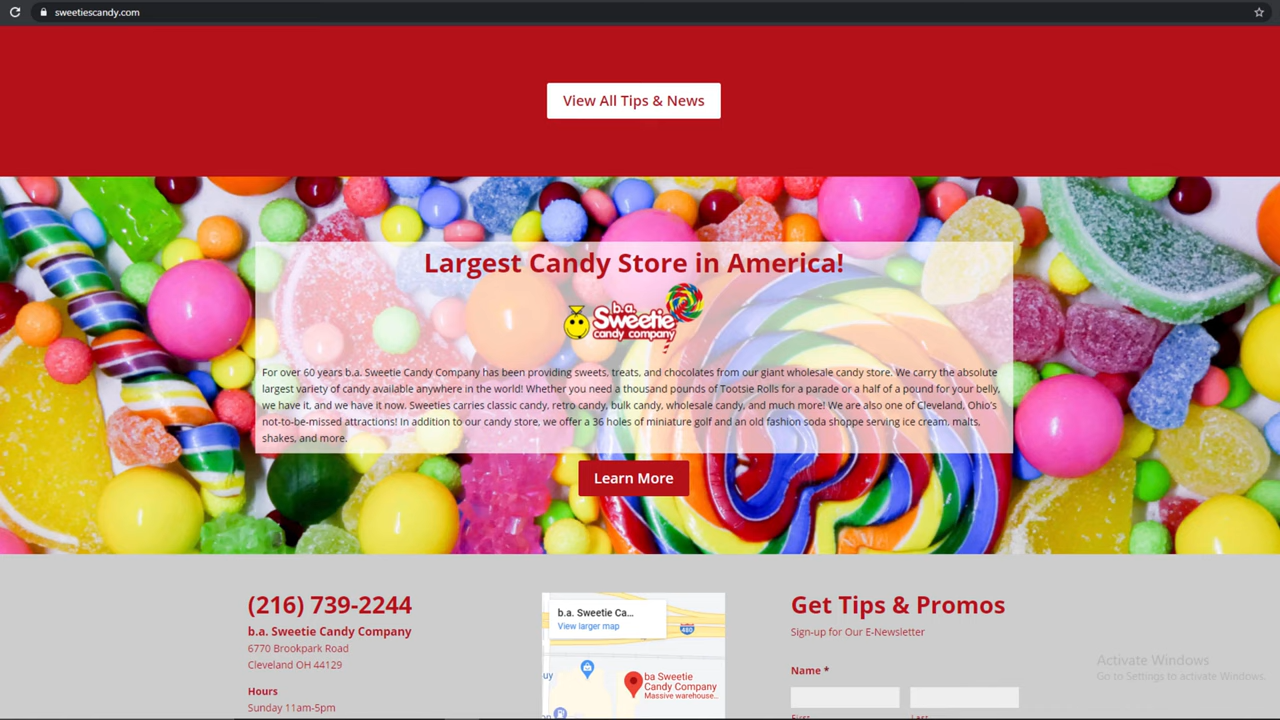 sweetiescandy.com
View All Tips & News
Largest Candy Store in America!
b.a.
Sweetie
candy company
For over 60 years b.a. Sweetie Candy Company has been providing sweets, treats, and chocolates from our giant wholesale candy store. We carry the absolute
largest variety of candy available anywhere in the world! Whether you need a thousand pounds of Tootsie Rolls for a parade or a half of a pound for your belly,
we have it, and we have it now. Sweeties carries classic candy, retro candy, bulk candy, wholesale candy, and much more! We are also one of Cleveland, Ohio's
not-to-be-missed attractions! In addition to our candy store, we offer a 36 holes of miniature golf and an old fashion soda shoppe serving ice cream, malts,
shakes, and more.
Learn More
(216) 739-2244
b.a. Sweetie Candy Company
6770 Brookpark Road
Cleveland OH 44129
Hours
Sunday 11am-5pm
b.a. Sweetie Ca...
View larger map
480
uy
ba Sweetie
Candy Company
Massive warehouse...
Get Tips & Promos
Sign-up for Our E-Newsletter
Name *
Activate Windows
Go to Settings to activate Windows.